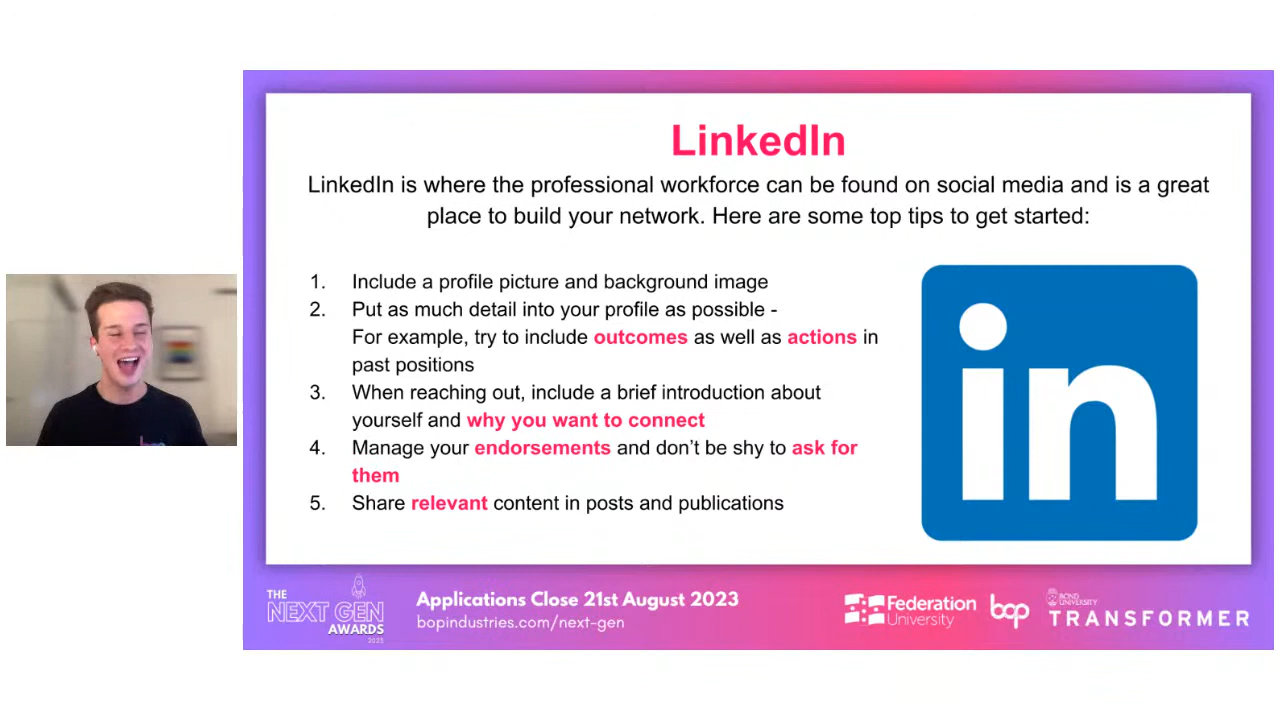 LinkedIn
LinkedIn is where the professional workforce can be found on social media and is a great
place to build your network. Here are some top tips to get started:
1. Include a profile picture and background image
2. Put as much detail into your profile as possible -
For example, try to include outcomes as well as actions in
past positions
3. When reaching out, include a brief introduction about
yourself and why you want to connect
4. Manage your endorsements and don’t be shy to ask for
them
5. Share relevant content in posts and publications
in
THE
NEXT GEN
AWARDS
2023
Applications Close 21st August 2023
bopindustries.com/next-gen
Federation
University
bop
BOND
UNIVERSITY
TRANSFORMER
bop